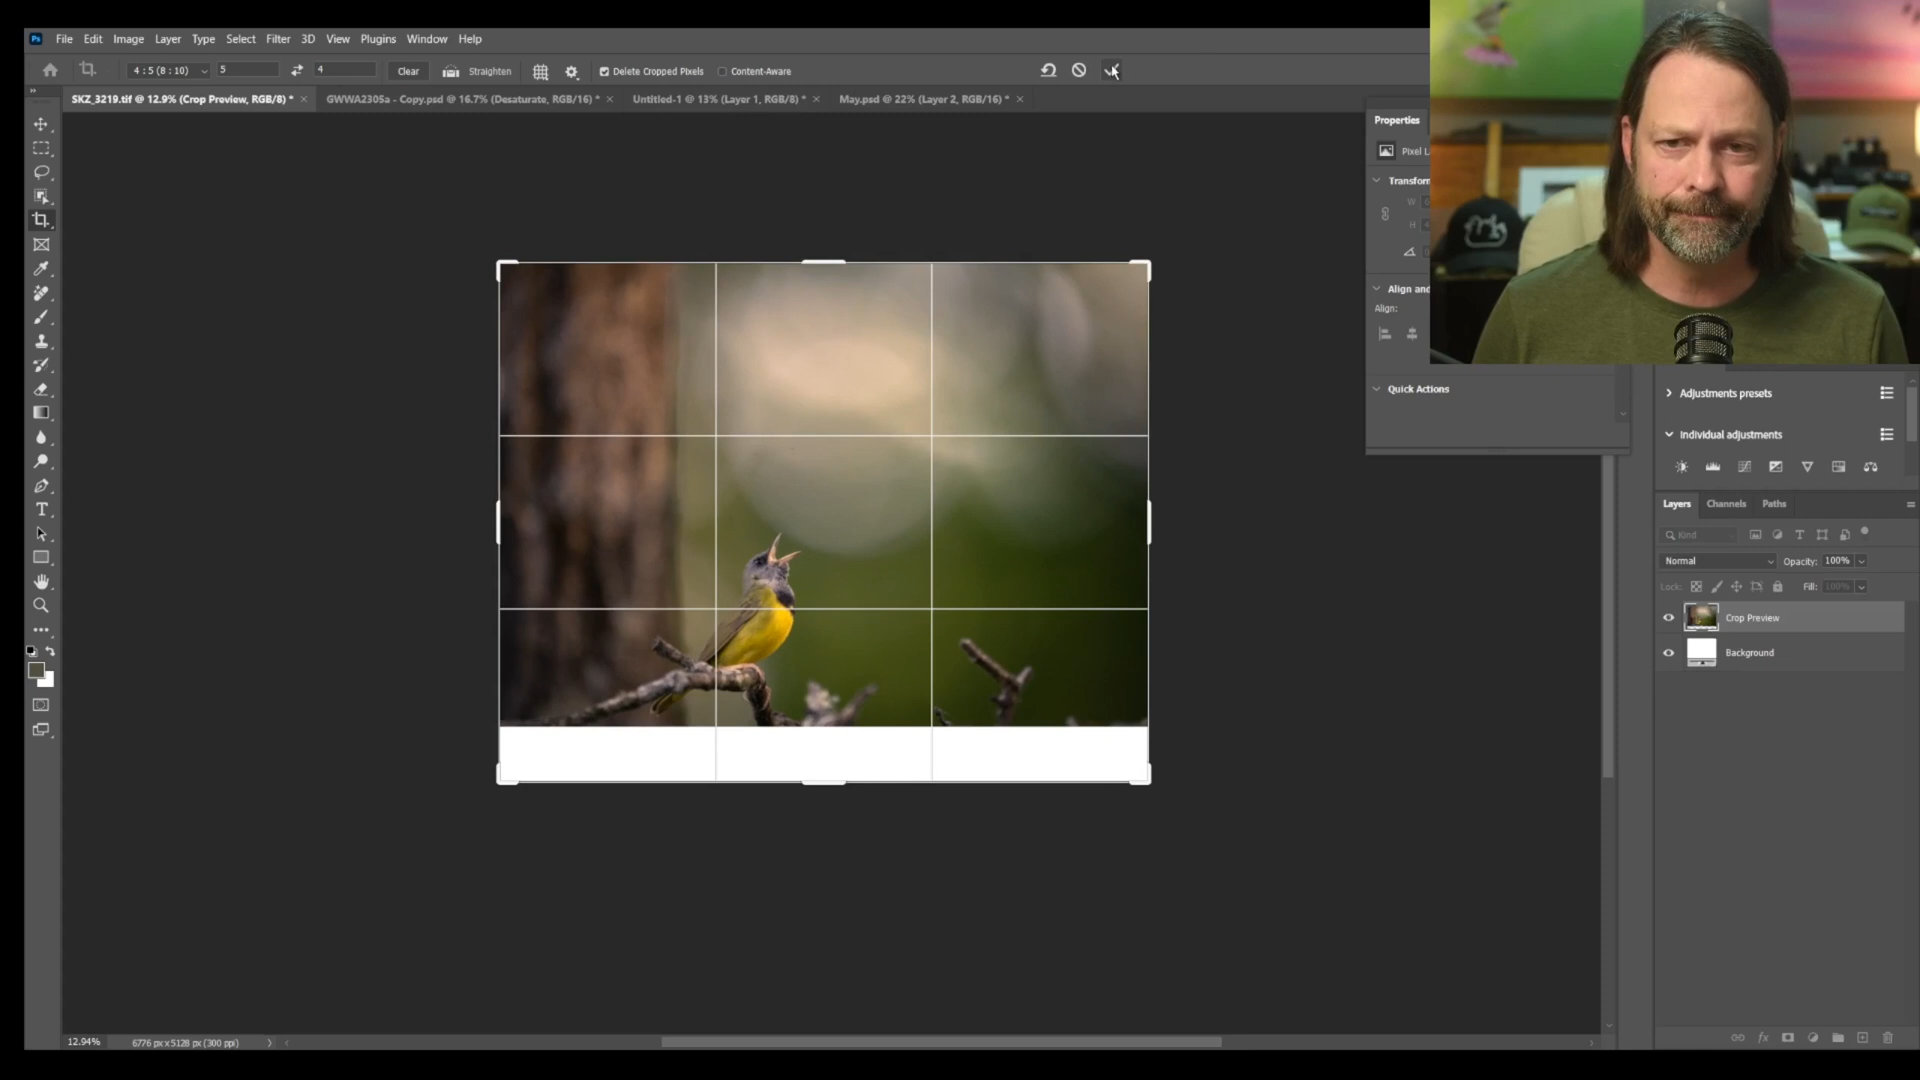 Ps File Edit Image Layer Type Select Filter 3D View Plugins Window Help
4 : 5 (8 : 10) 5 4 Clear Straighten Delete Cropped Pixels Content-Aware
SKZ_3219.tif @ 12.9% (Crop Preview, RGB/8) * × GWWA2305a - Copy.psd @ 16.7% (Desaturate, RGB/16) * × Untitled-1 @ 13% (Layer 1, RGB/8) * × May.psd @ 22% (Layer 2, RGB/16) * ×
Properties
Pixel L
Transform
W
H
Align and
Align:
Quick Actions
Adjustments presets
Individual adjustments
Layers Channels Paths
Kind
Normal Opacity: 100%
Lock: Fill: 100%
Crop Preview
Background
12.94% 6776 px x 5128 px (300 ppi)